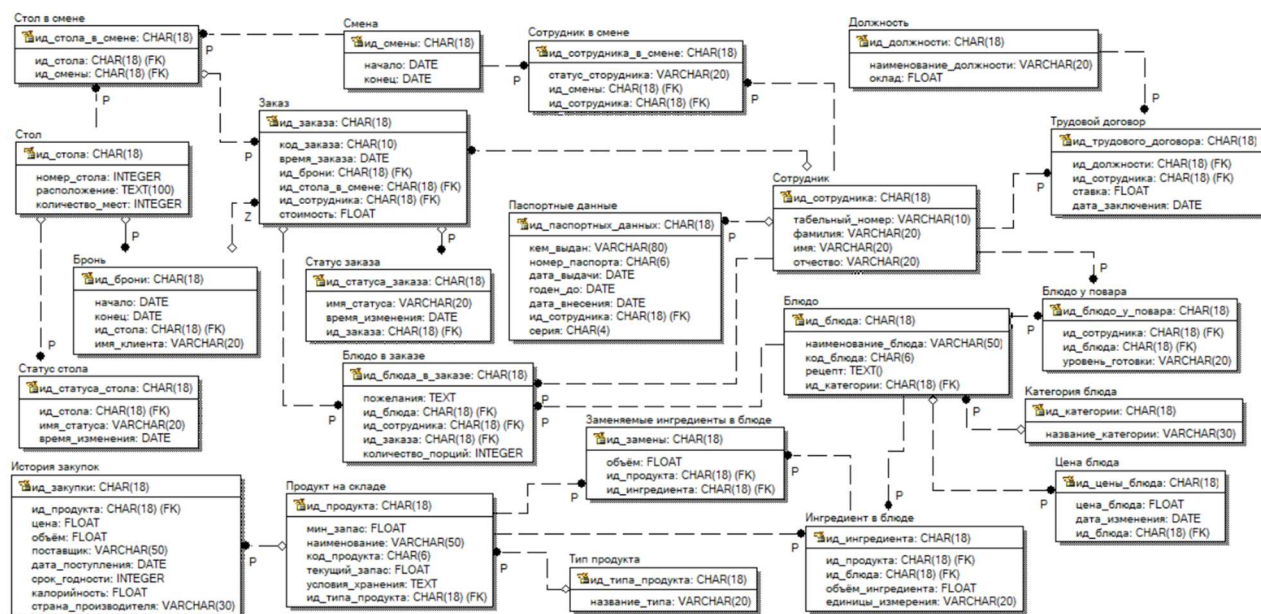 Стол в смене
ид_стола_в_смене: CHAR(18)
ид_стола: CHAR(18) (FK)
ид_смены: CHAR(18) (FK)
P
Смена
ид_смены: CHAR(18)
начало: DATE
конец: DATE
P
Сотрудник в смене
ид_сотрудника_в_смене: CHAR(18)
статус_сторудника: VARCHAR(20)
ид_смены: CHAR(18) (FK)
ид_сотрудника: CHAR(18) (FK)
P
P
Должность
ид_должности: CHAR(18)
наименование_должности: VARCHAR(20)
оклад: FLOAT
P
P
Стол
ид_стола: CHAR(18)
номер_стола: INTEGER
расположение: TEXT(100)
количество_мест: INTEGER
P
Заказ
ид_заказа: CHAR(18)
код_заказа: CHAR(10)
время_заказа: DATE
ид_брони: CHAR(18) (FK)
ид_стола_в_смене: CHAR(18) (FK)
ид_сотрудника: CHAR(18) (FK)
стоимость: FLOAT
P
Z
P
Трудовой договор
ид_трудового_договора: CHAR(18)
ид_должности: CHAR(18) (FK)
ид_сотрудника: CHAR(18) (FK)
ставка: FLOAT
дата_заключения: DATE
P
Сотрудник
ид_сотрудника: CHAR(18)
табельный_номер: VARCHAR(10)
фамилия: VARCHAR(20)
имя: VARCHAR(20)
отчество: VARCHAR(20)
Паспортные данные
ид_паспортных_данных: CHAR(18)
кем_выдан: VARCHAR(80)
номер_паспорта: CHAR(6)
дата_выдачи: DATE
годен_до: DATE
дата_внесения: DATE
ид_сотрудника: CHAR(18) (FK)
серия: CHAR(4)
P
P
Бронь
ид_брони: CHAR(18)
начало: DATE
конец: DATE
ид_стола: CHAR(18) (FK)
имя_клиента: VARCHAR(20)
P
Статус заказа
ид_статуса_заказа: CHAR(18)
имя_статуса: VARCHAR(20)
время_изменения: DATE
ид_заказа: CHAR(18) (FK)
P
Блюдо у повара
ид_блюдо_у_повара: CHAR(18)
ид_сотрудника: CHAR(18) (FK)
ид_блюда: CHAR(18) (FK)
уровень_готовки: VARCHAR(20)
P
Блюдо
ид_блюда: CHAR(18)
наименование_блюда: VARCHAR(50)
код_блюда: CHAR(6)
рецепт: TEXT()
ид_категории: CHAR(18) (FK)
Статус стола
ид_статуса_стола: CHAR(18)
ид_стола: CHAR(18) (FK)
имя_статуса: VARCHAR(20)
время_изменения: DATE
P
Блюдо в заказе
ид_блюда_в_заказе: CHAR(18)
пожелания: TEXT
ид_блюда: CHAR(18) (FK)
ид_сотрудника: CHAR(18) (FK)
ид_заказа: CHAR(18) (FK)
количество_порций: INTEGER
P
P
P
Категория блюда
ид_категории: CHAR(18)
название_категории: VARCHAR(30)
P
Заменяемые ингредиенты в блюде
ид_замены: CHAR(18)
объём: FLOAT
ид_продукта: CHAR(18) (FK)
ид_ингредиента: CHAR(18) (FK)
P
P
P
Цена блюда
ид_цены_блюда: CHAR(18)
цена_блюда: FLOAT
дата_изменения: DATE
ид_блюда: CHAR(18) (FK)
P
История закупок
ид_закупки: CHAR(18)
ид_продукта: CHAR(18) (FK)
цена: FLOAT
объём: FLOAT
поставщик: VARCHAR(50)
дата_поступления: DATE
срок_годности: INTEGER
калорийность: FLOAT
страна_производителя: VARCHAR(30)
P
Продукт на складе
ид_продукта: CHAR(18)
мин_запас: FLOAT
наименование: VARCHAR(50)
код_продукта: CHAR(6)
текущий_запас: FLOAT
условия_хранения: TEXT
ид_типа_продукта: CHAR(18) (FK)
P
Тип продукта
ид_типа_продукта: CHAR(18)
название_типа: VARCHAR(20)
P
Ингредиент в блюде
ид_ингредиента: CHAR(18)
ид_продукта: CHAR(18) (FK)
ид_блюда: CHAR(18) (FK)
объём_ингредиента: FLOAT
единицы_измерения: VARCHAR(20)